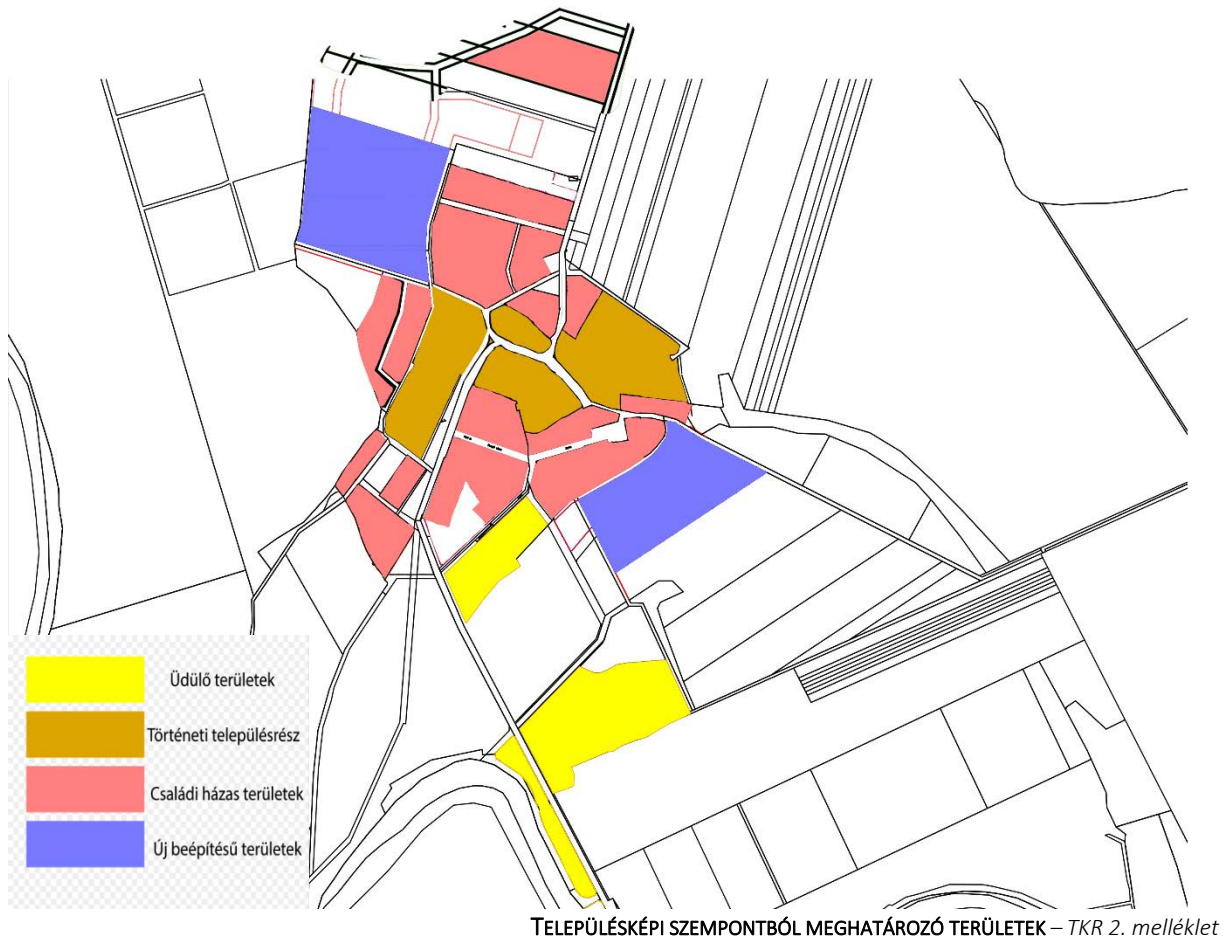 Üdülő területek
Történeti településrész
Családi házas területek
Új beépítésű területek
TELEPÜLÉSKÉPI SZEMPONTBÓL MEGHATÁROZÓ TERÜLETEK – TKR 2. melléklet